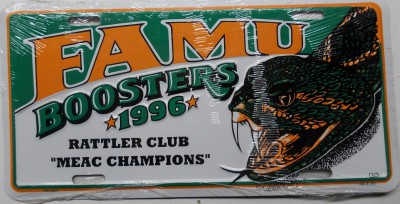 FAMU
BOOSTERS
1996
RATTLER CLUB
"MEAC CHAMPIONS"